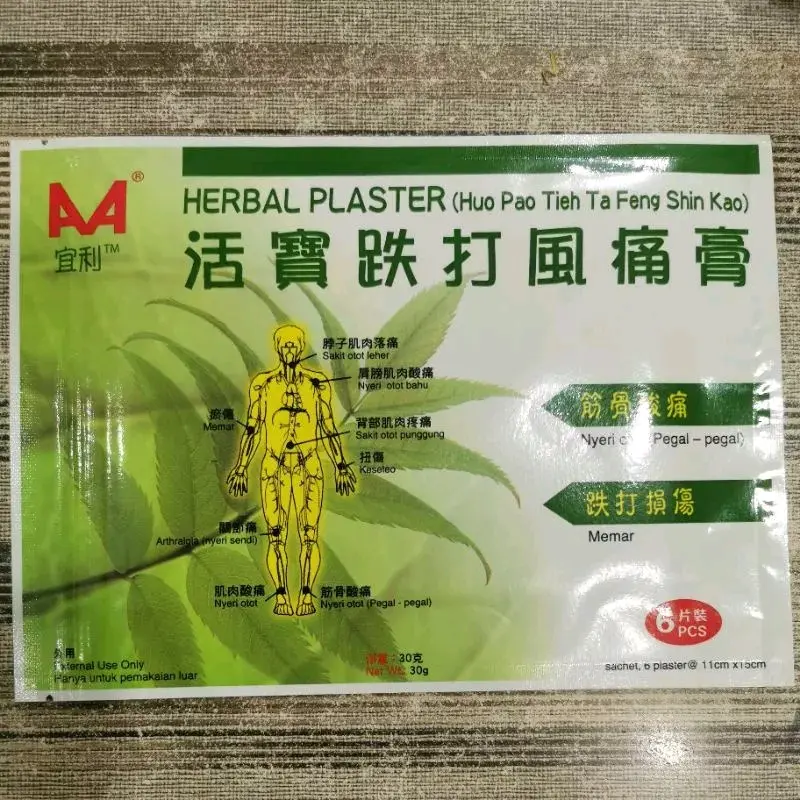 AA®
宜利™
HERBAL PLASTER (Huo Pao Tieh Ta Feng Shin Kao)
活寶跌打風痛膏
脖子肌肉落痛
Sakit otot leher
肩膀肌肉酸痛
Nyeri otot bahu
瘀傷
Memar
背部肌肉疼痛
Sakit otot punggung
扭傷
Keseleo
關節痛
Arthralgia (nyeri sendi)
肌肉酸痛
Nyeri otot
筋骨酸痛
Nyeri otot (Pegal - pegal)
筋骨酸痛
Nyeri otot (Pegal – pegal)
跌打損傷
Memar
6片裝
PCS
sachet, 6 plaster@ 11cm x15cm
外用
External Use Only
Hanya untuk pemakaian luar
淨重：30克
Net Wt: 30g